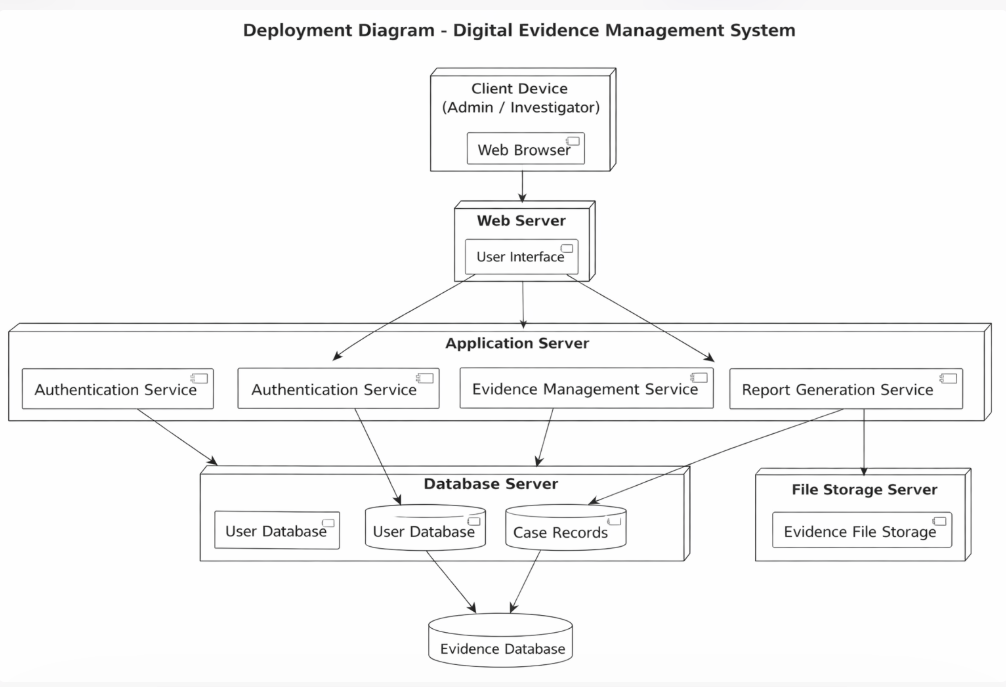 Deployment Diagram - Digital Evidence Management System
Client Device
(Admin / Investigator)
Web Browser
Web Server
User Interface
Application Server
Authentication Service
Authentication Service
Evidence Management Service
Report Generation Service
Database Server
User Database
User Database
Case Records
File Storage Server
Evidence File Storage
Evidence Database